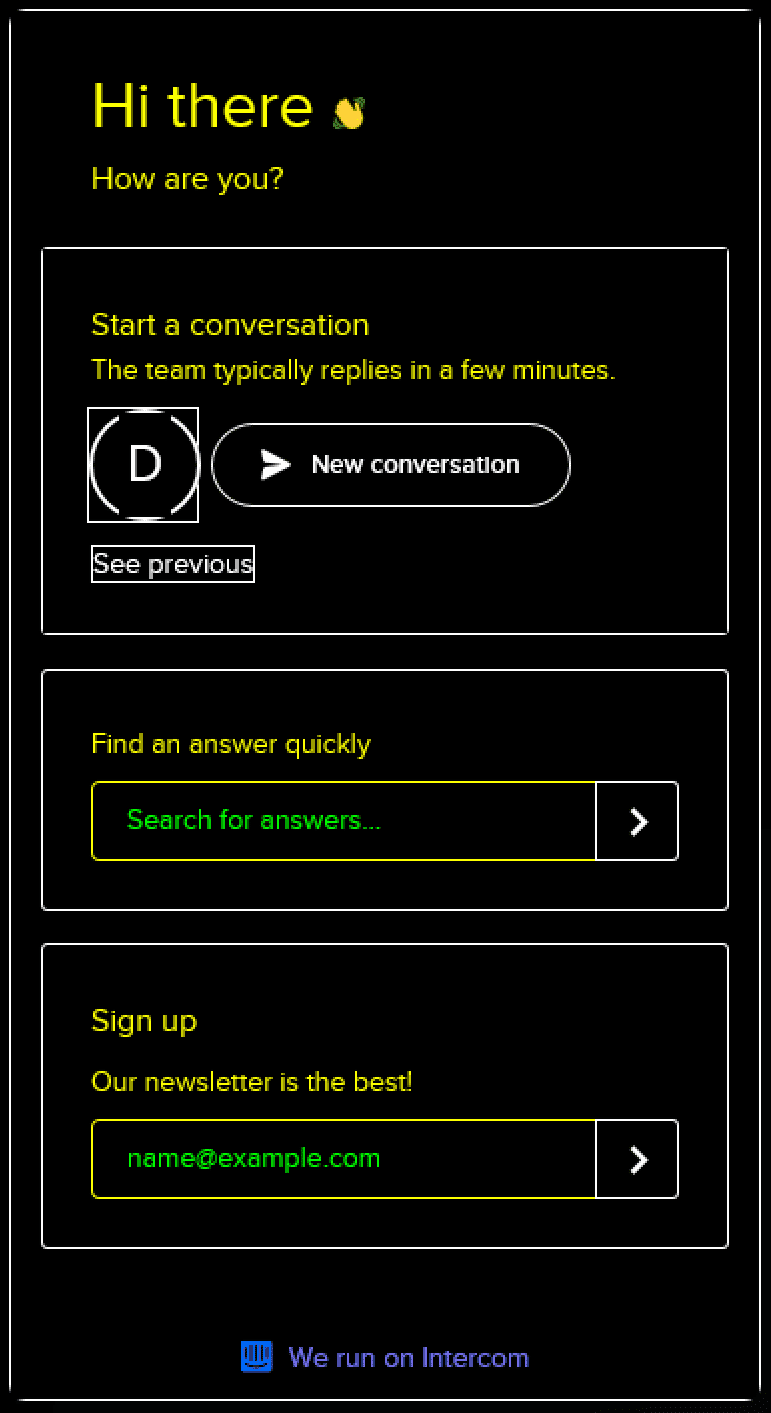 Hi there 👋
How are you?
Start a conversation
The team typically replies in a few minutes.
D
New conversation
See previous
Find an answer quickly
Search for answers...
Sign up
Our newsletter is the best!
name@example.com
We run on Intercom